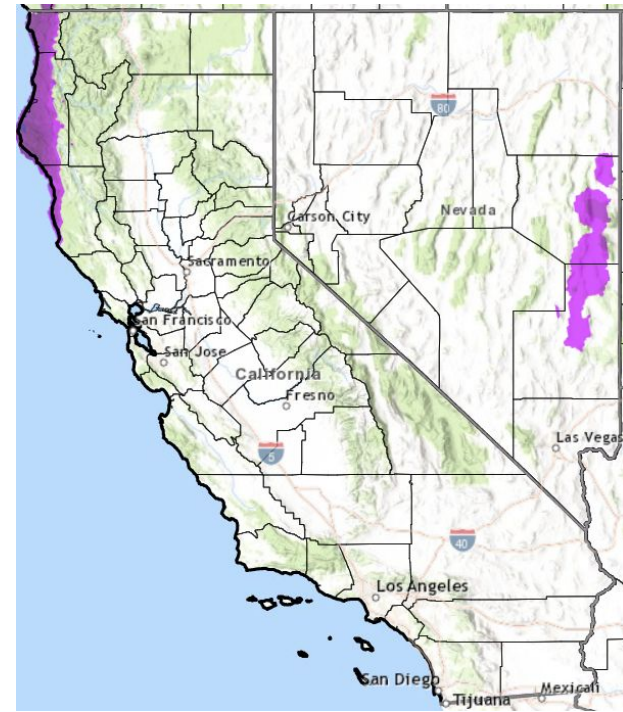 80
Carson City
Nevada
Sacramento
San Francisco
San Jose
California
Fresno
5
Las Vegas
40
Los Angeles
San Diego
Tijuana
Mexicali